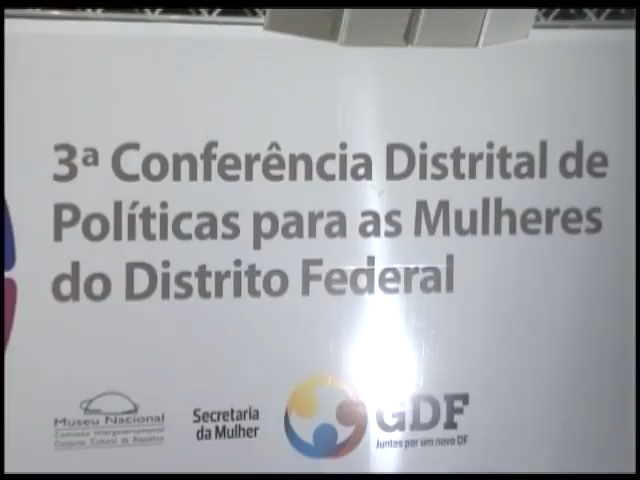 3ª Conferência Distrital de
Políticas para as Mulheres
do Distrito Federal
Museu Nacional
Secretaria
da Mulher
GDF
Juntos por um novo DF